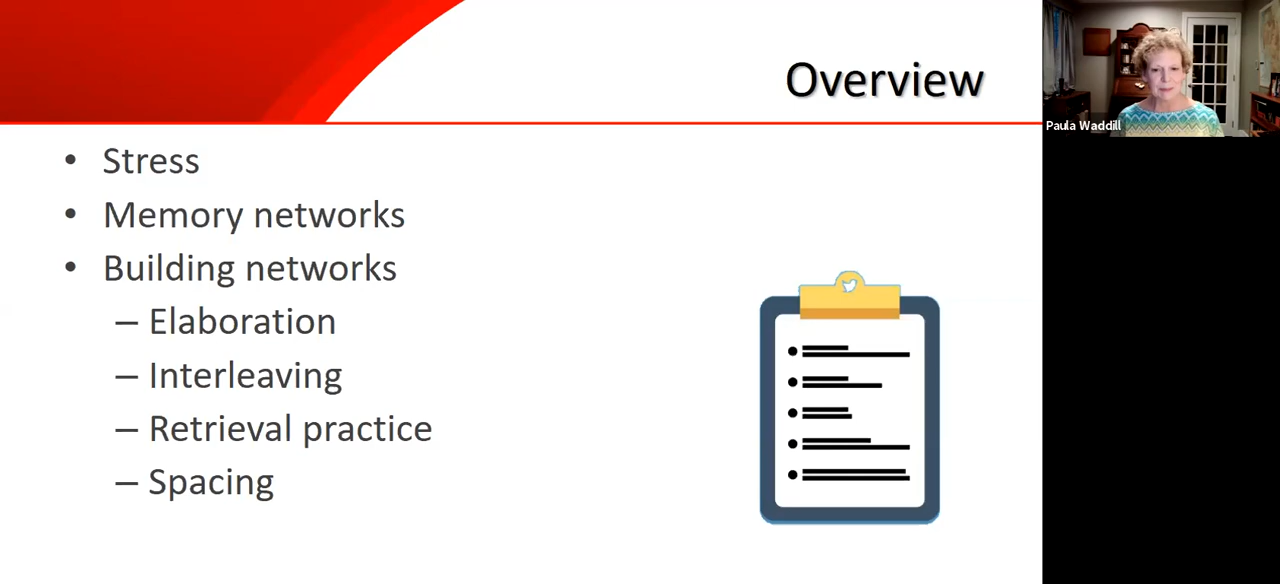 Overview
Paula Waddill
• Stress
• Memory networks
• Building networks
– Elaboration
– Interleaving
– Retrieval practice
– Spacing